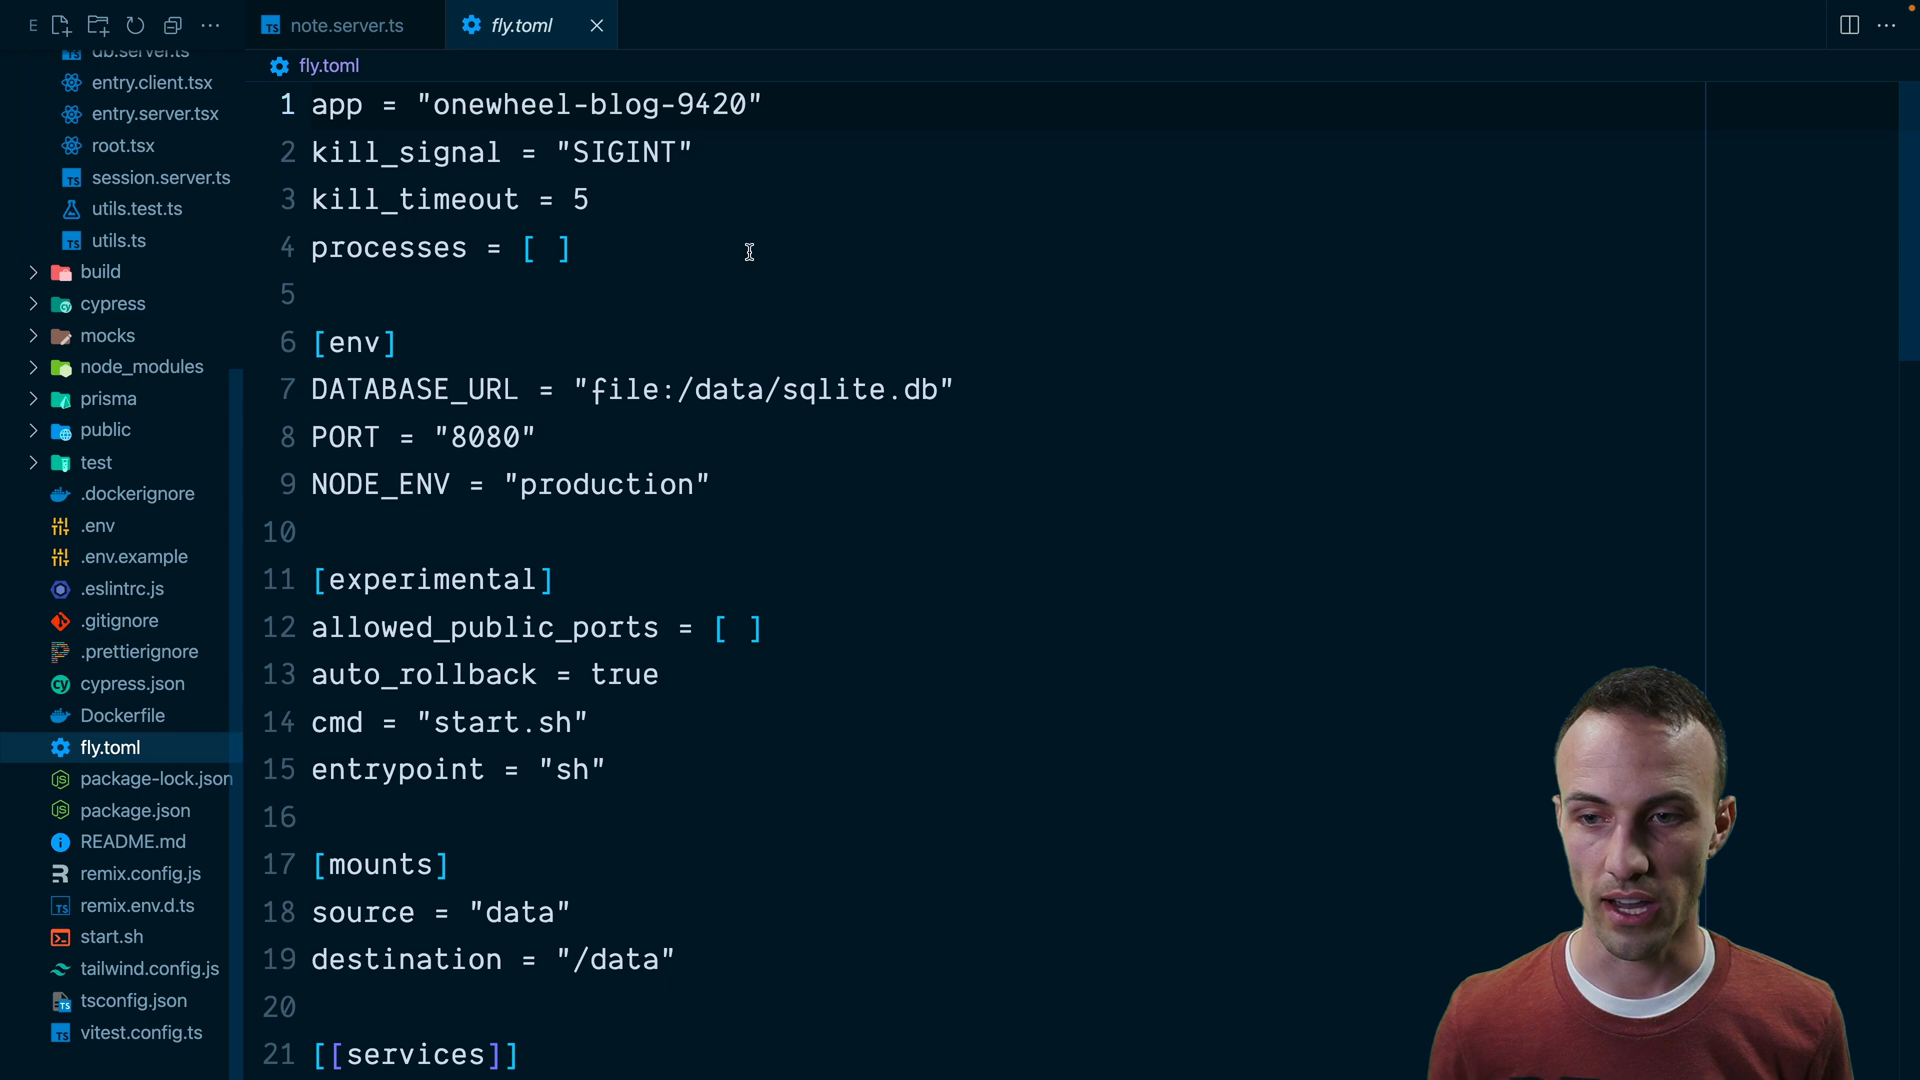 E
note.server.ts
fly.toml
fly.toml
db.server.ts
entry.client.tsx
entry.server.tsx
root.tsx
session.server.ts
utils.test.ts
utils.ts
build
cypress
mocks
node_modules
prisma
public
test
.dockerignore
.env
.env.example
.eslintrc.js
.gitignore
.prettierignore
cypress.json
Dockerfile
fly.toml
package-lock.json
package.json
README.md
remix.config.js
remix.env.d.ts
start.sh
tailwind.config.js
tsconfig.json
vitest.config.ts
1 app = "onewheel-blog-9420"
2 kill_signal = "SIGINT"
3 kill_timeout = 5
4 processes = [ ]
5
6 [env]
7 DATABASE_URL = "file:/data/sqlite.db"
8 PORT = "8080"
9 NODE_ENV = "production"
10
11 [experimental]
12 allowed_public_ports = [ ]
13 auto_rollback = true
14 cmd = "start.sh"
15 entrypoint = "sh"
16
17 [mounts]
18 source = "data"
19 destination = "/data"
20
21 [[services]]